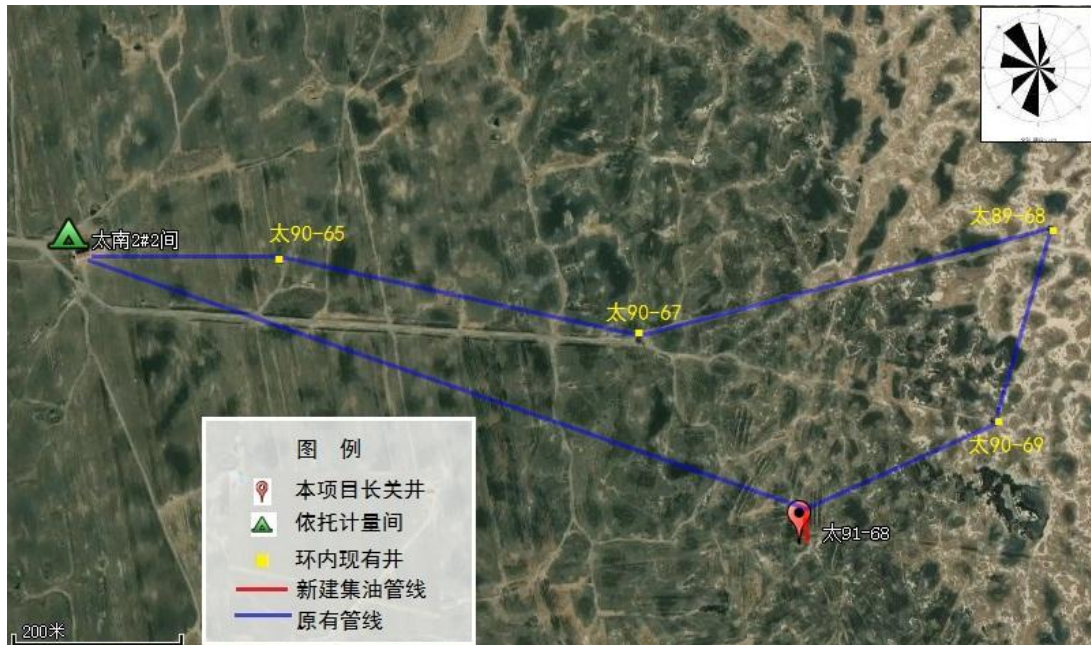 太90-65
太89-68
太南2#2间
太90-67
太90-69
太91-68
图 例
本项目长关井
依托计量间
环内现有井
新建集油管线
原有管线
200米